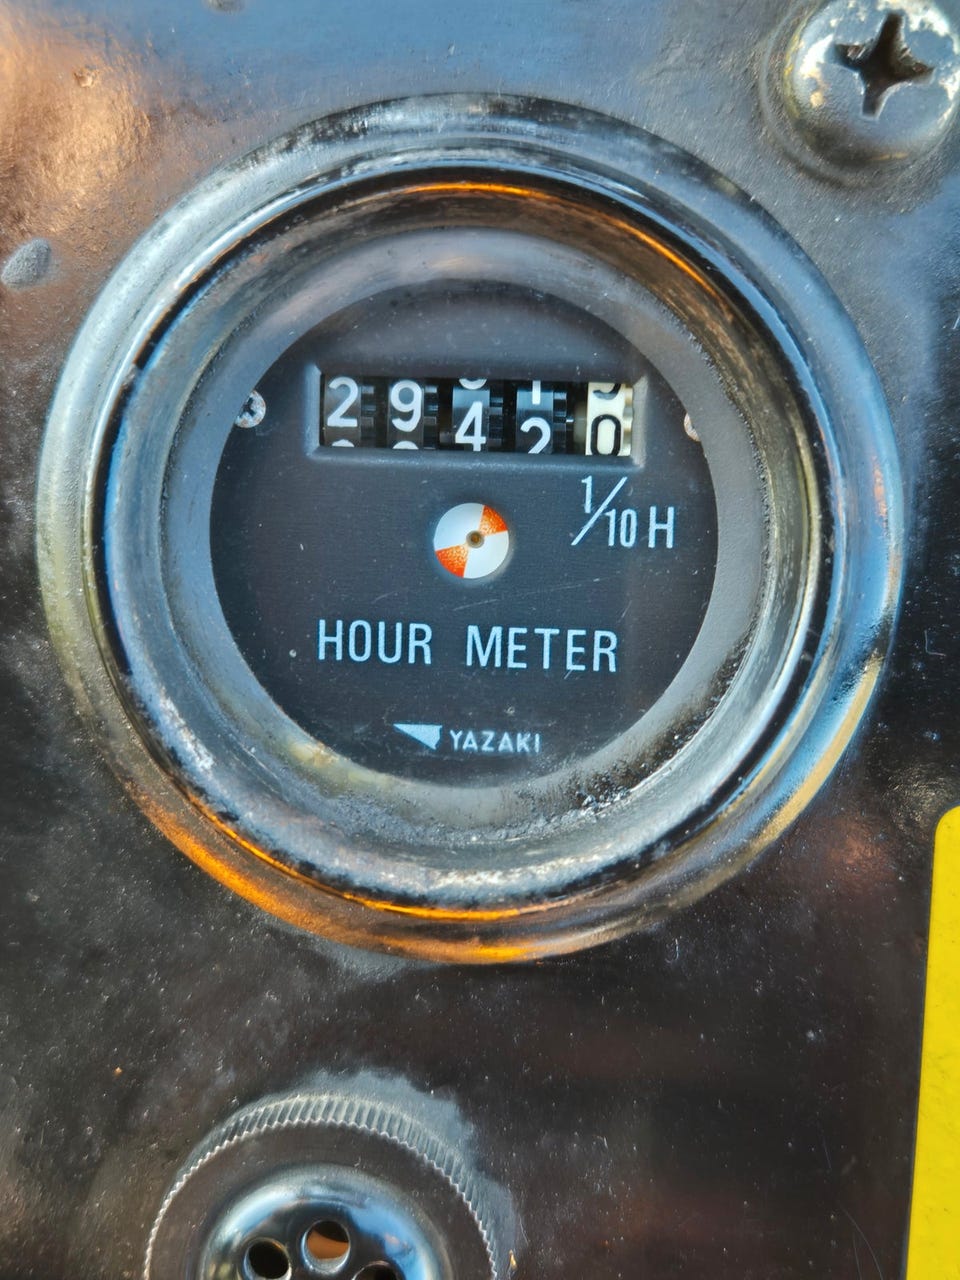 29420
1/10 H
HOUR METER
YAZAKI